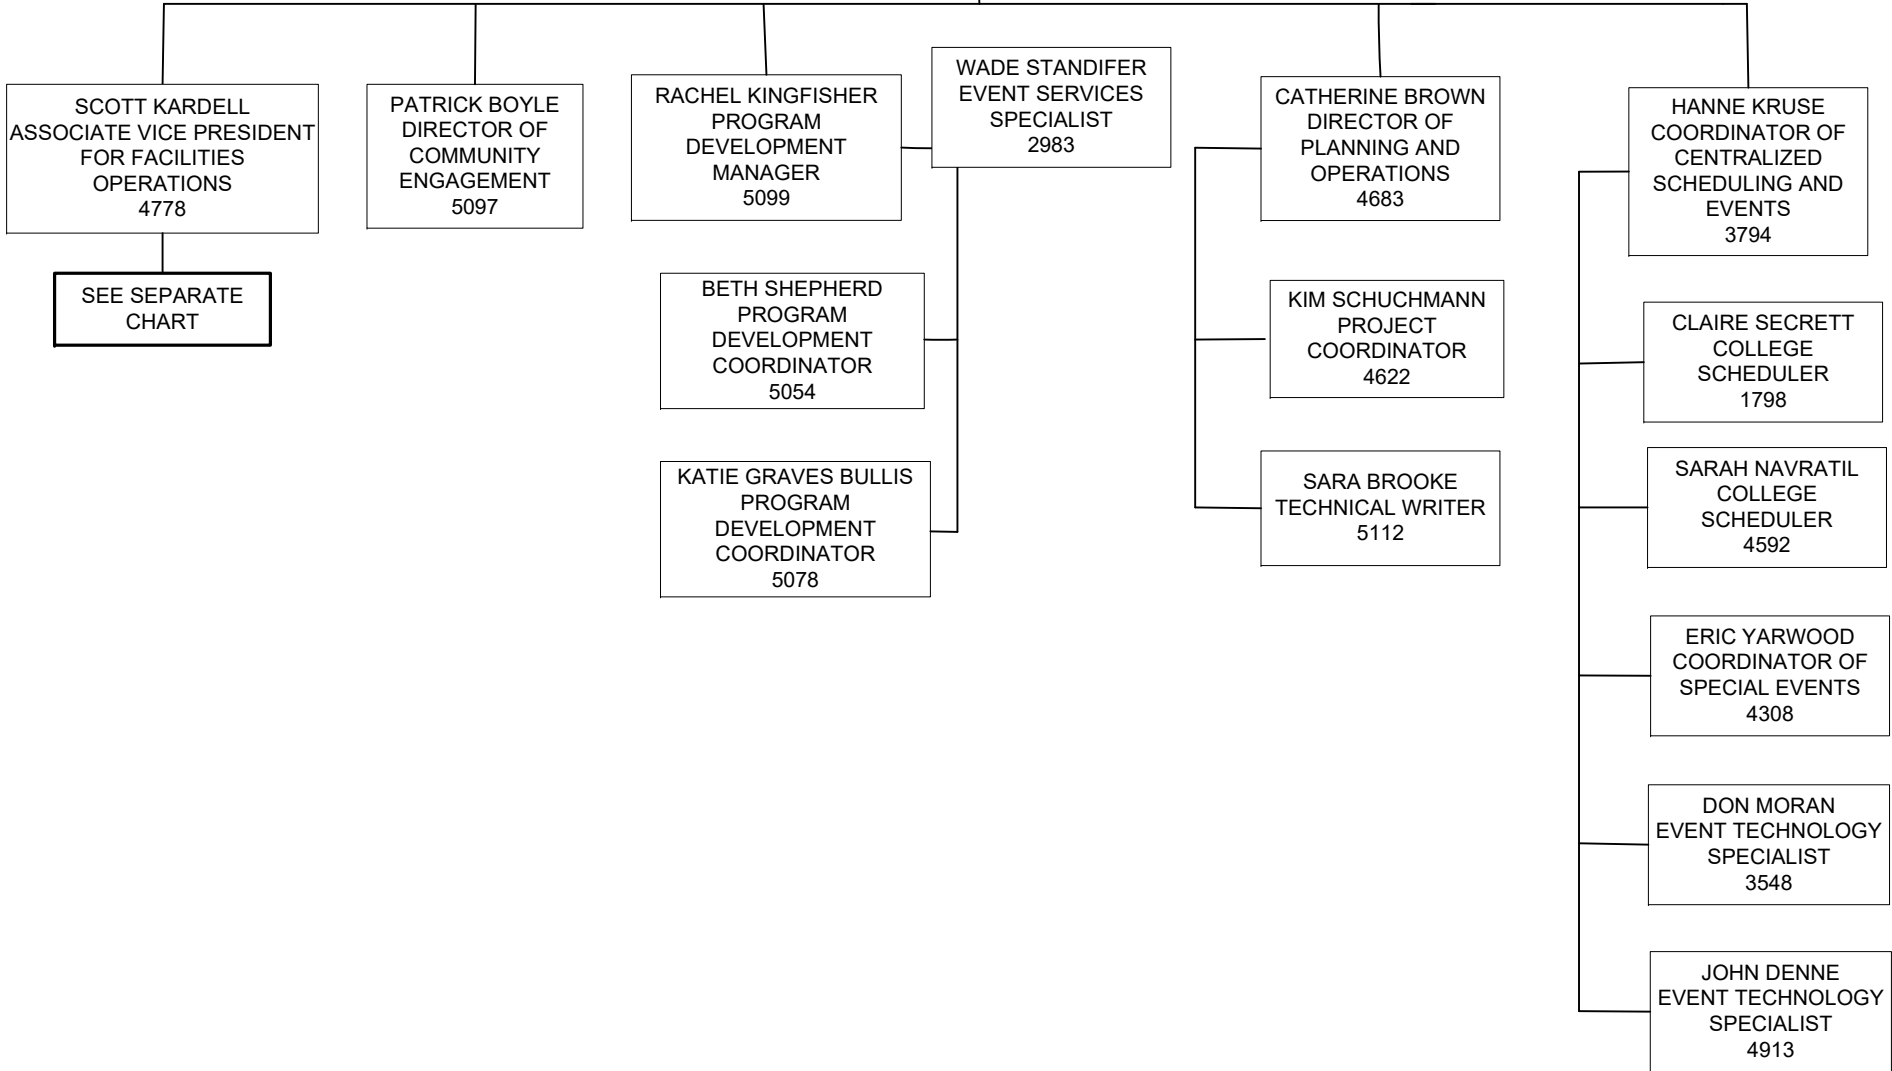 SCOTT KARDELL
ASSOCIATE VICE PRESIDENT
FOR FACILITIES
OPERATIONS
4778
SEE SEPARATE
CHART
PATRICK BOYLE
DIRECTOR OF
COMMUNITY
ENGAGEMENT
5097
RACHEL KINGFISHER
PROGRAM
DEVELOPMENT
MANAGER
5099
WADE STANDIFER
EVENT SERVICES
SPECIALIST
2983
BETH SHEPHERD
PROGRAM
DEVELOPMENT
COORDINATOR
5054
KATIE GRAVES BULLIS
PROGRAM
DEVELOPMENT
COORDINATOR
5078
CATHERINE BROWN
DIRECTOR OF
PLANNING AND
OPERATIONS
4683
KIM SCHUCHMANN
PROJECT
COORDINATOR
4622
SARA BROOKE
TECHNICAL WRITER
5112
HANNE KRUSE
COORDINATOR OF
CENTRALIZED
SCHEDULING AND
EVENTS
3794
CLAIRE SECRETT
COLLEGE
SCHEDULER
1798
SARAH NAVRATIL
COLLEGE
SCHEDULER
4592
ERIC YARWOOD
COORDINATOR OF
SPECIAL EVENTS
4308
DON MORAN
EVENT TECHNOLOGY
SPECIALIST
3548
JOHN DENNE
EVENT TECHNOLOGY
SPECIALIST
4913